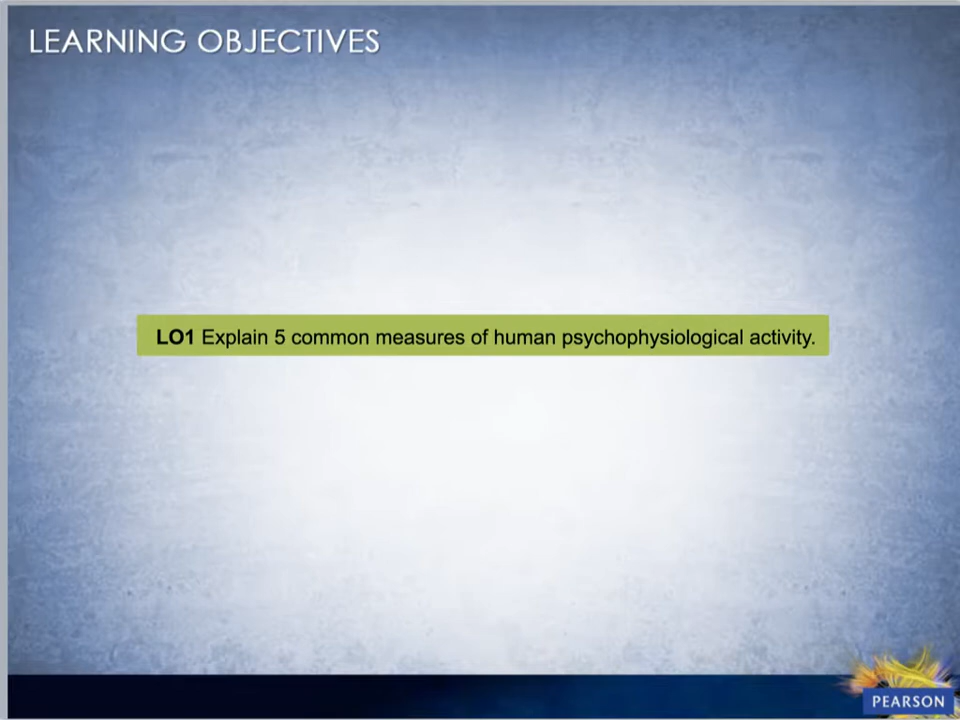 LEARNING OBJECTIVES
LO1 Explain 5 common measures of human psychophysiological activity.
PEARSON